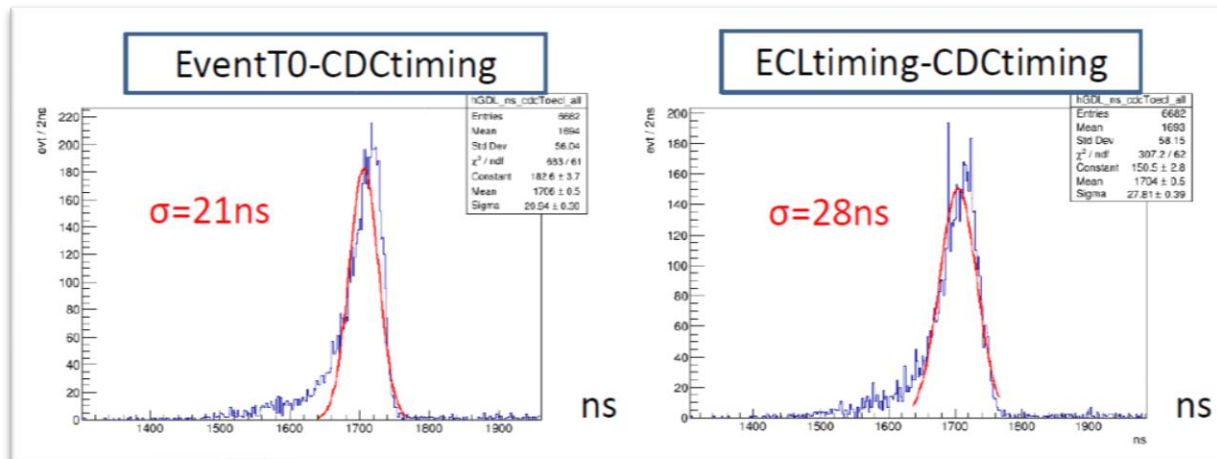 EventT0-CDCtiming
hGDL_ns_cdcToecl_all
Entries 6682
Mean 1694
Std Dev 56.04
χ² / ndf 683 / 61
Constant 182.6 ± 3.7
Mean 1706 ± 0.5
Sigma 20.94 ± 0.30
evt / 2ns
220
200
180
160
140
120
100
80
60
40
20
0
σ=21ns
1400 1500 1600 1700 1800 1900
ns
ECLtiming-CDCtiming
hGDL_ns_cdcToecl_all
Entries 6682
Mean 1693
Std Dev 58.15
χ² / ndf 307.2 / 62
Constant 150.5 ± 2.8
Mean 1704 ± 0.5
Sigma 27.81 ± 0.39
evt / 2ns
200
180
160
140
120
100
80
60
40
20
0
σ=28ns
1400 1500 1600 1700 1800 1900
ns
ns